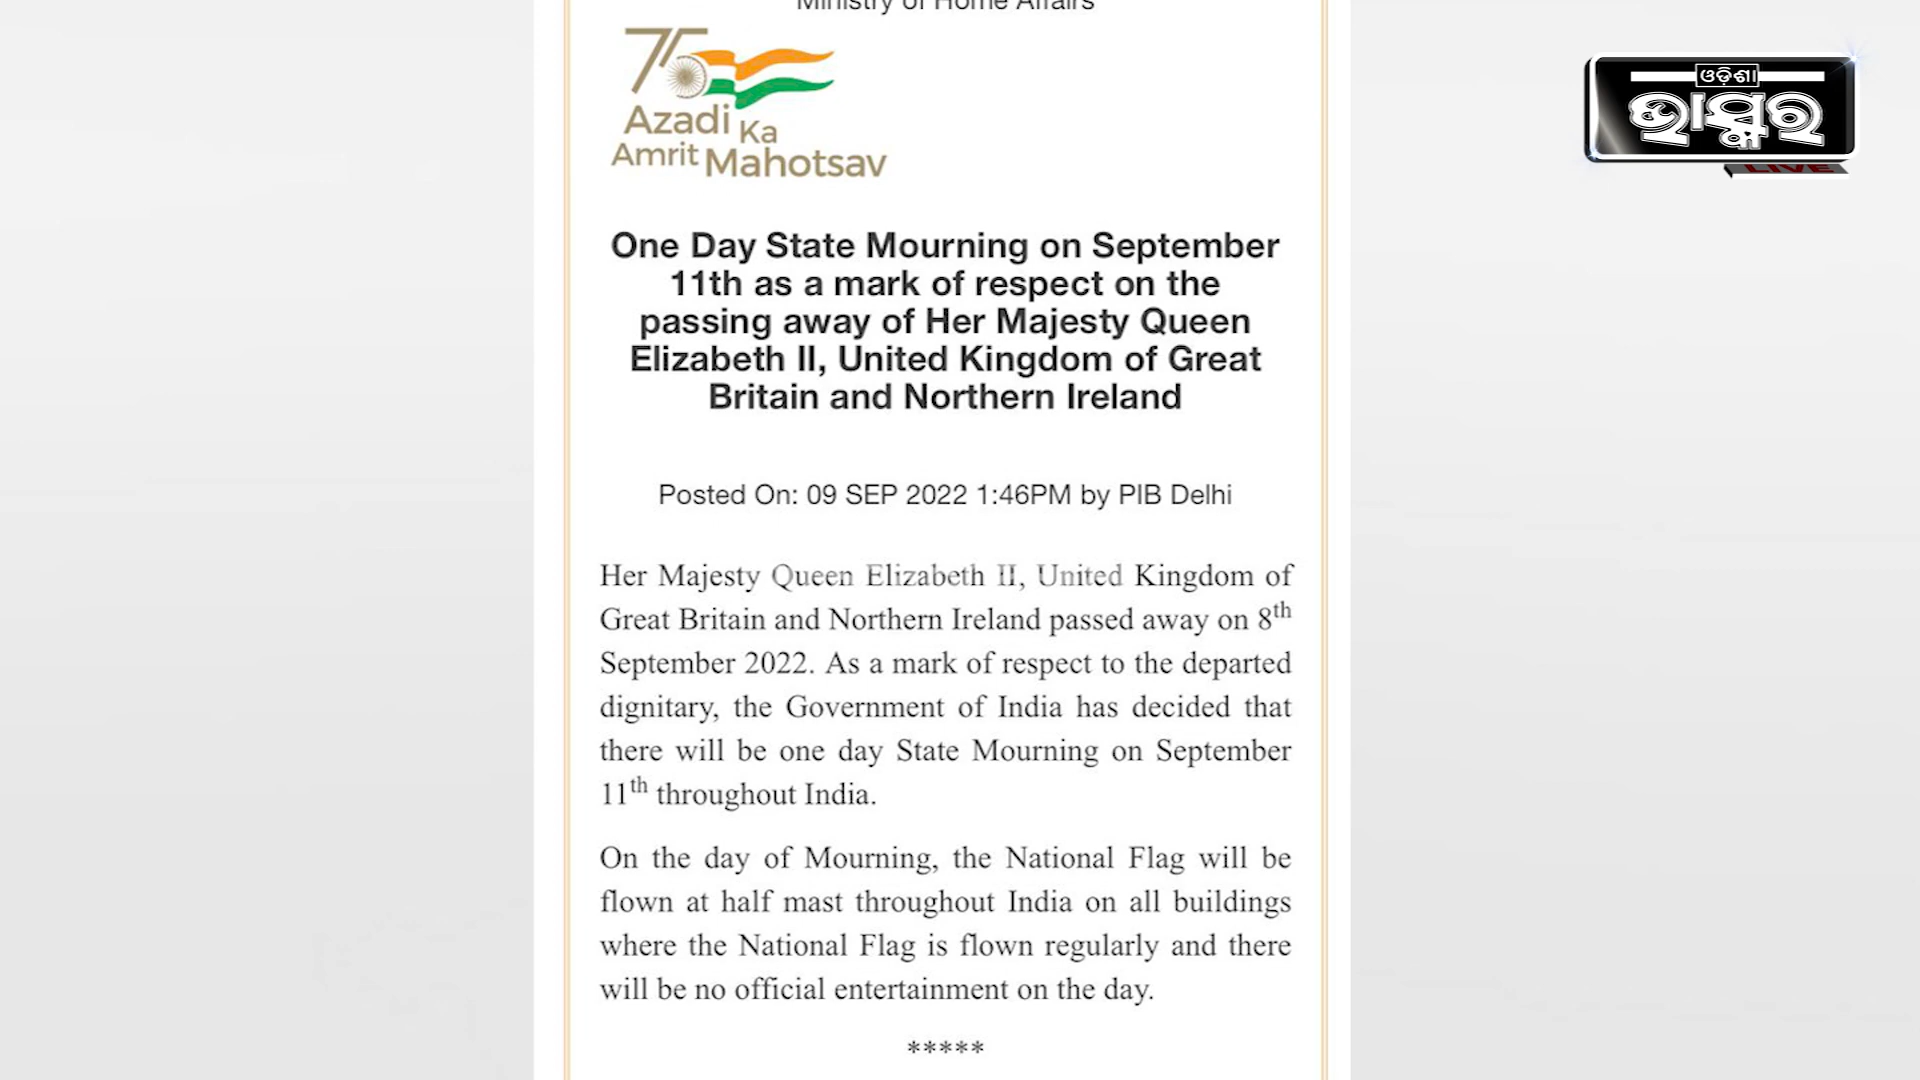 Ministry of Home Affairs
75
Azadi Ka
Amrit Mahotsav
ଓଡ଼ିଶା
ଭାସ୍କର
LIVE
One Day State Mourning on September
11th as a mark of respect on the
passing away of Her Majesty Queen
Elizabeth II, United Kingdom of Great
Britain and Northern Ireland
Posted On: 09 SEP 2022 1:46PM by PIB Delhi
Her Majesty Queen Elizabeth II, United Kingdom of
Great Britain and Northern Ireland passed away on 8th
September 2022. As a mark of respect to the departed
dignitary, the Government of India has decided that
there will be one day State Mourning on September
11th throughout India.
On the day of Mourning, the National Flag will be
flown at half mast throughout India on all buildings
where the National Flag is flown regularly and there
will be no official entertainment on the day.
*****